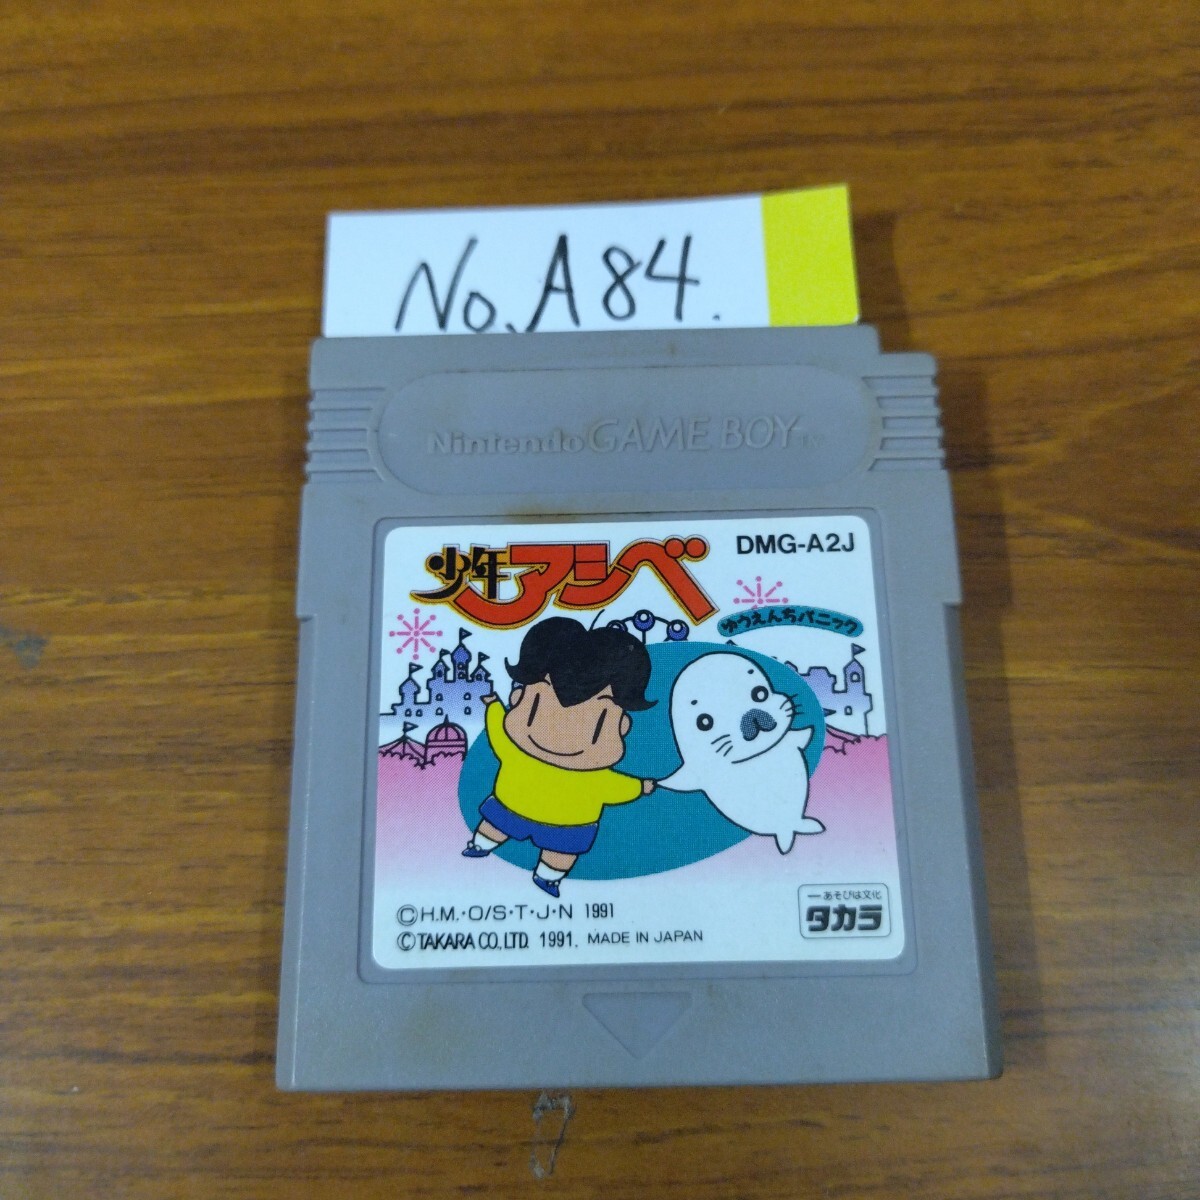 No. A84.
Nintendo GAME BOY TM
少年アシベ
DMG-A2J
ゆうえんちパニック
©H.M.・O/S・T・J・N 1991
©TAKARA CO.,LTD. 1991. MADE IN JAPAN
あそびは文化
タカラ